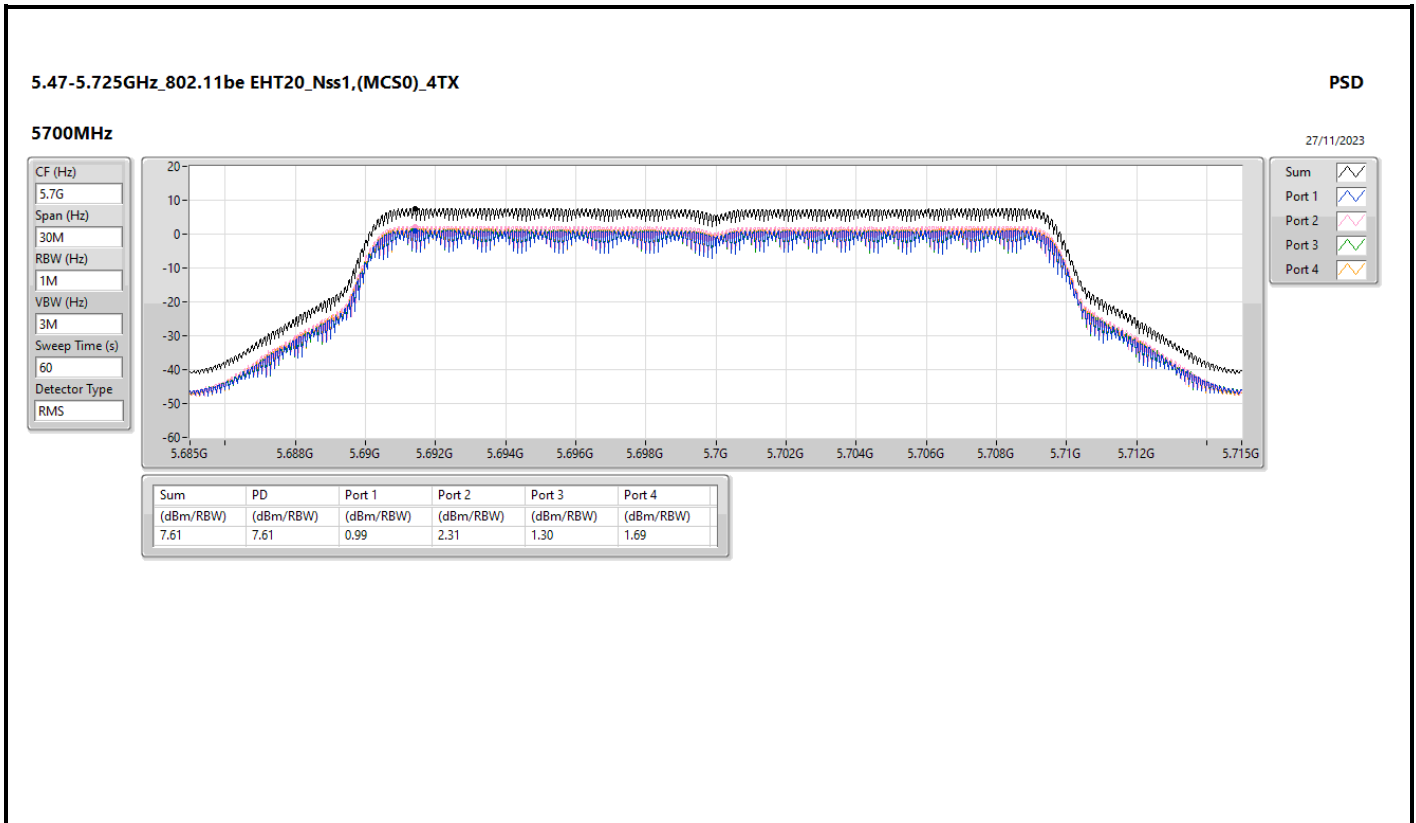 5.47-5.725GHz_802.11be EHT20_Nss1,(MCS0)_4TX
PSD
5700MHz
27/11/2023
CF (Hz)
5.7G
Span (Hz)
30M
RBW (Hz)
1M
VBW (Hz)
3M
Sweep Time (s)
60
Detector Type
RMS
20
10
0
-10
-20
-30
-40
-50
-60
5.685G 5.688G 5.69G 5.692G 5.694G 5.696G 5.698G 5.7G 5.702G 5.704G 5.706G 5.708G 5.71G 5.712G 5.715G
Sum
Port 1
Port 2
Port 3
Port 4
Sum PD Port 1 Port 2 Port 3 Port 4
(dBm/RBW) (dBm/RBW) (dBm/RBW) (dBm/RBW) (dBm/RBW) (dBm/RBW)
7.61 7.61 0.99 2.31 1.30 1.69